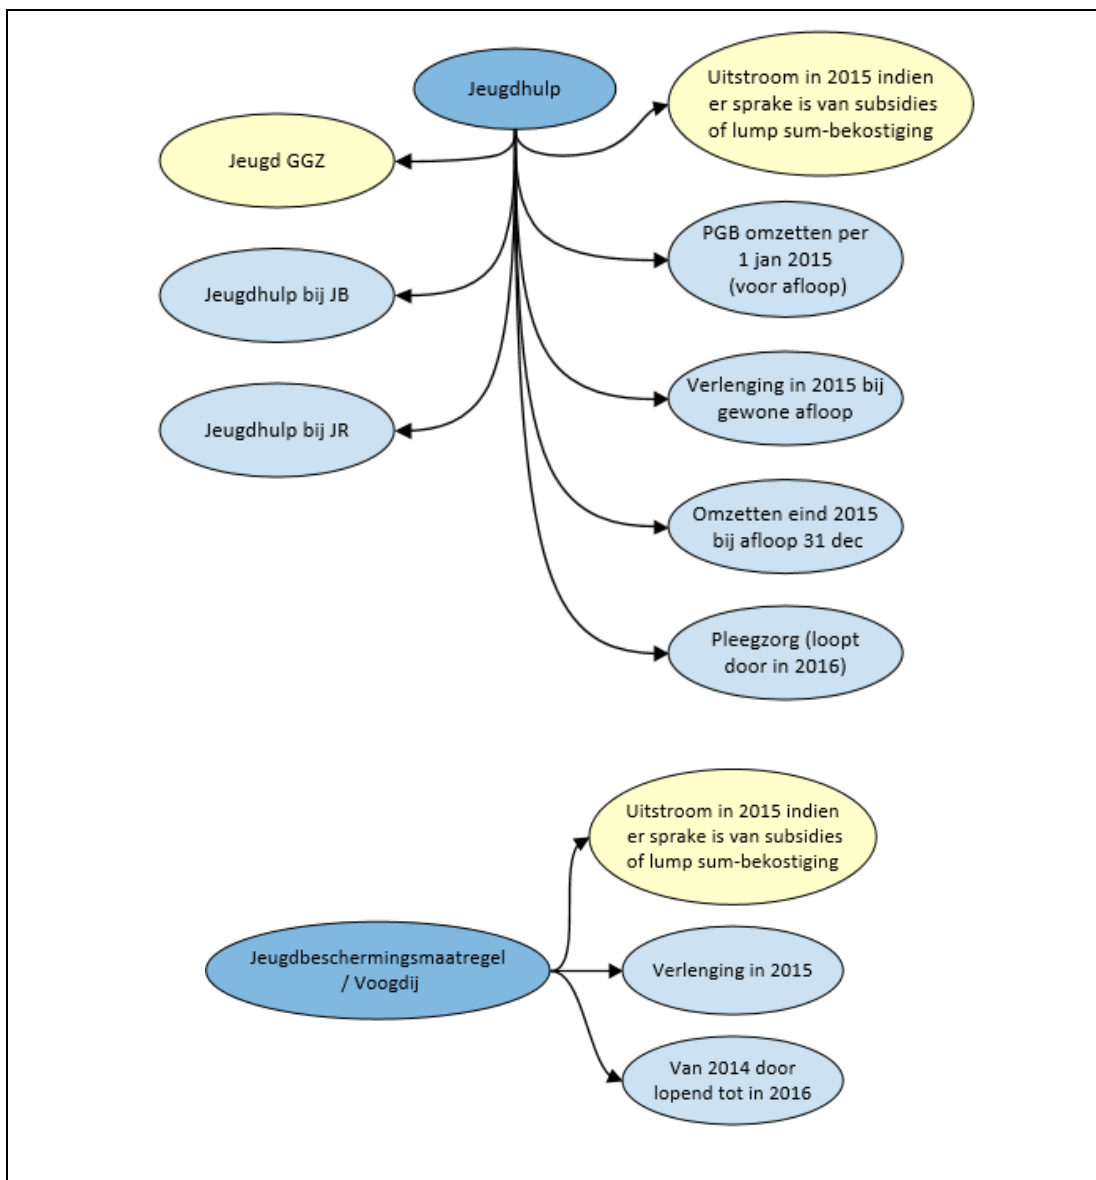 Jeugdhulp
Uitstroom in 2015 indien
er sprake is van subsidies
of lump sum-bekostiging
Jeugd GGZ
PGB omzetten per
1 jan 2015
(voor afloop)
Jeugdhulp bij JB
Verlenging in 2015 bij
gewone afloop
Jeugdhulp bij JR
Omzetten eind 2015
bij afloop 31 dec
Pleegzorg (loopt
door in 2016)
Uitstroom in 2015 indien
er sprake is van subsidies
of lump sum-bekostiging
Jeugdbeschermingsmaatregel
/ Voogdij
Verlenging in 2015
Van 2014 door
lopend tot in 2016